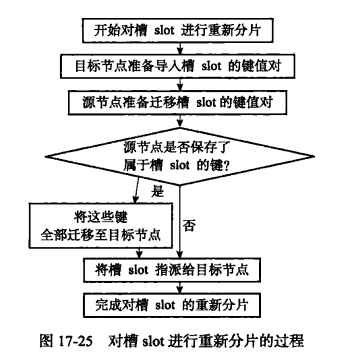 开始对槽 slot 进行重新分片
目标节点准备导入槽 slot 的键值对
源节点准备迁移槽 slot的键值对
源节点是否保存了
属于槽 slot 的键?
是
将这些键
全部迁移至目标节点
否
将槽 slot 指派给目标节点
完成对槽 slot 的重新分片
图 17-25 对槽 slot 进行重新分片的过程